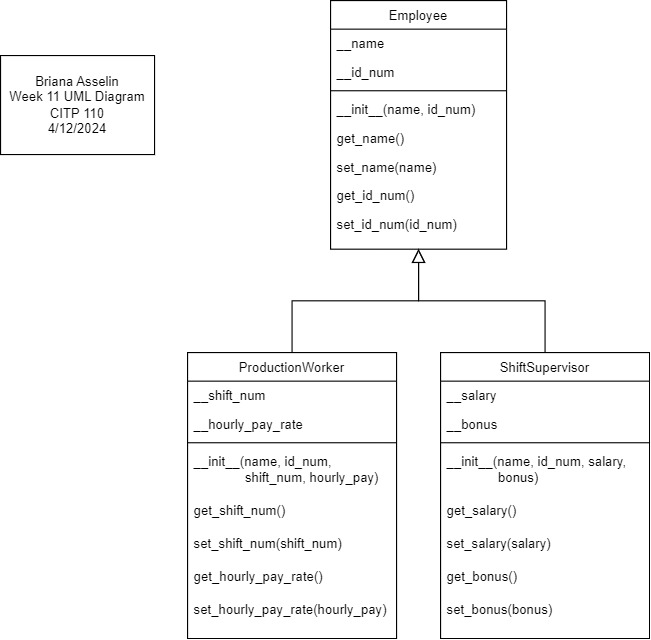 Briana Asselin
Week 11 UML Diagram
CITP 110
4/12/2024
Employee
__name
__id_num
__init__(name, id_num)
get_name()
set_name(name)
get_id_num()
set_id_num(id_num)
ProductionWorker
__shift_num
__hourly_pay_rate
__init__(name, id_num,
shift_num, hourly_pay)
get_shift_num()
set_shift_num(shift_num)
get_hourly_pay_rate()
set_hourly_pay_rate(hourly_pay)
ShiftSupervisor
__salary
__bonus
__init__(name, id_num, salary,
bonus)
get_salary()
set_salary(salary)
get_bonus()
set_bonus(bonus)